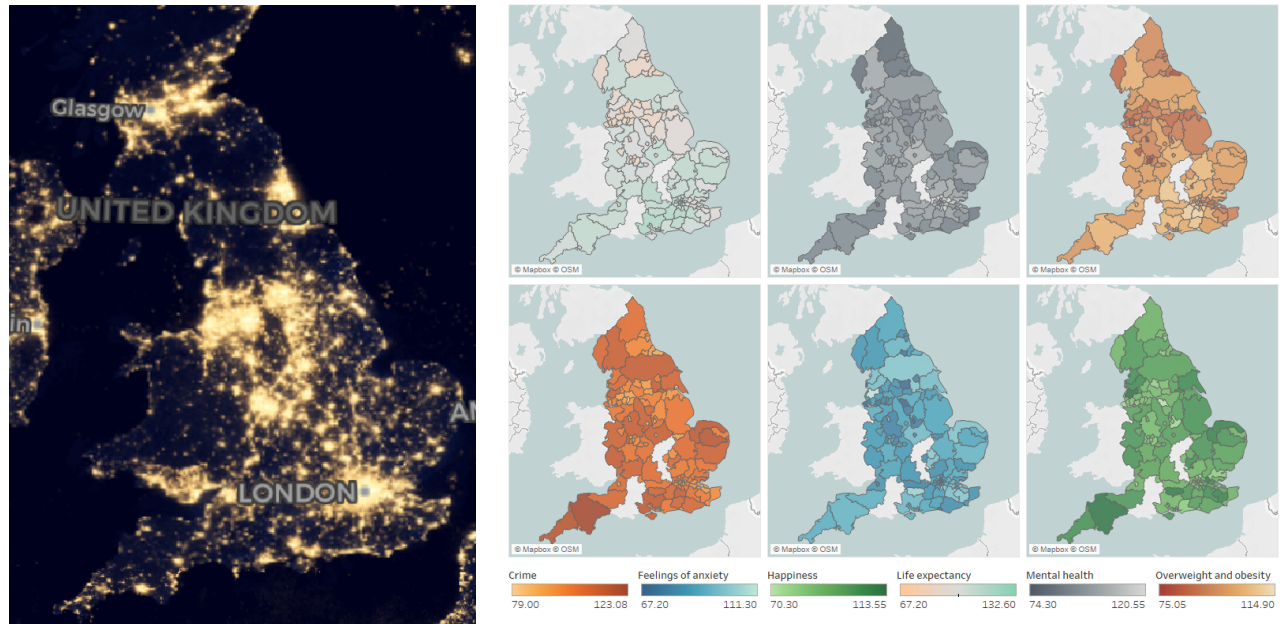 Glasgow
UNITED KINGDOM
in
LONDON
AN
© Mapbox © OSM
© Mapbox © OSM
© Mapbox © OSM
© Mapbox © OSM
© Mapbox © OSM
© Mapbox © OSM
Crime
79.00 123.08
Feelings of anxiety
67.20 111.30
Happiness
70.30 113.55
Life expectancy
67.20 132.60
Mental health
74.30 120.55
Overweight and obesity
75.05 114.90